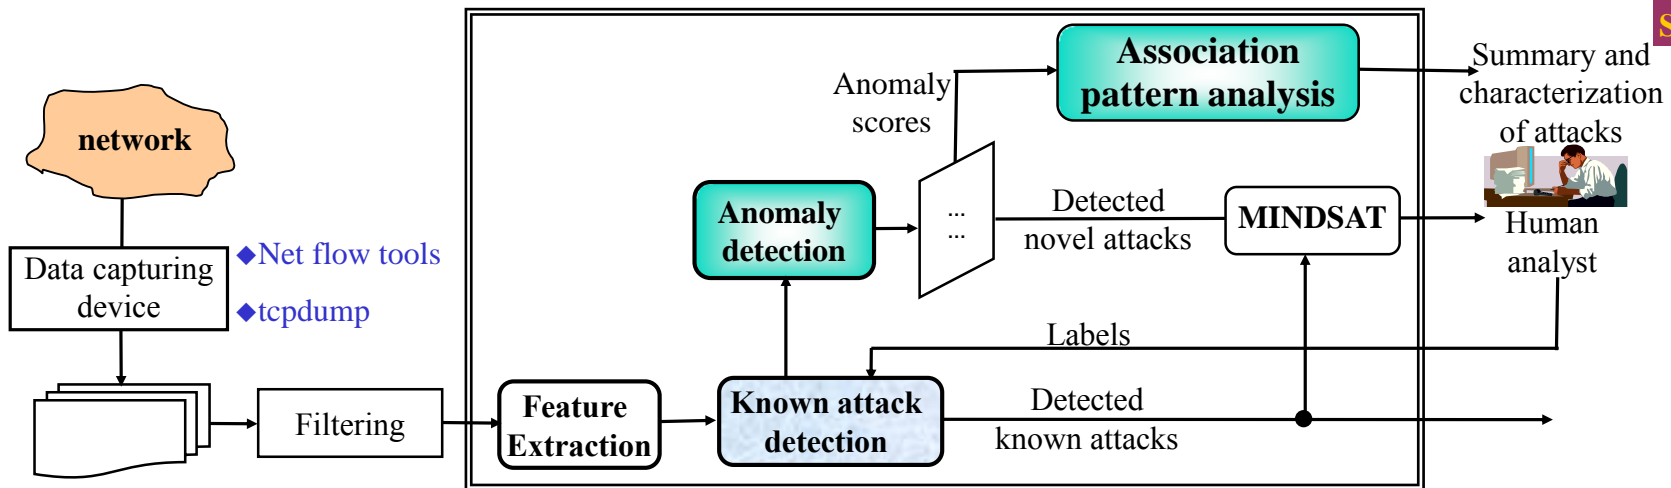 S
network
Data capturing
device
◆Net flow tools
◆tcpdump
Filtering
Feature
Extraction
Known attack
detection
Anomaly
detection
...
...
Anomaly
scores
Association
pattern analysis
Summary and
characterization
of attacks
Detected
novel attacks
MINDSAT
Human
analyst
Labels
Detected
known attacks